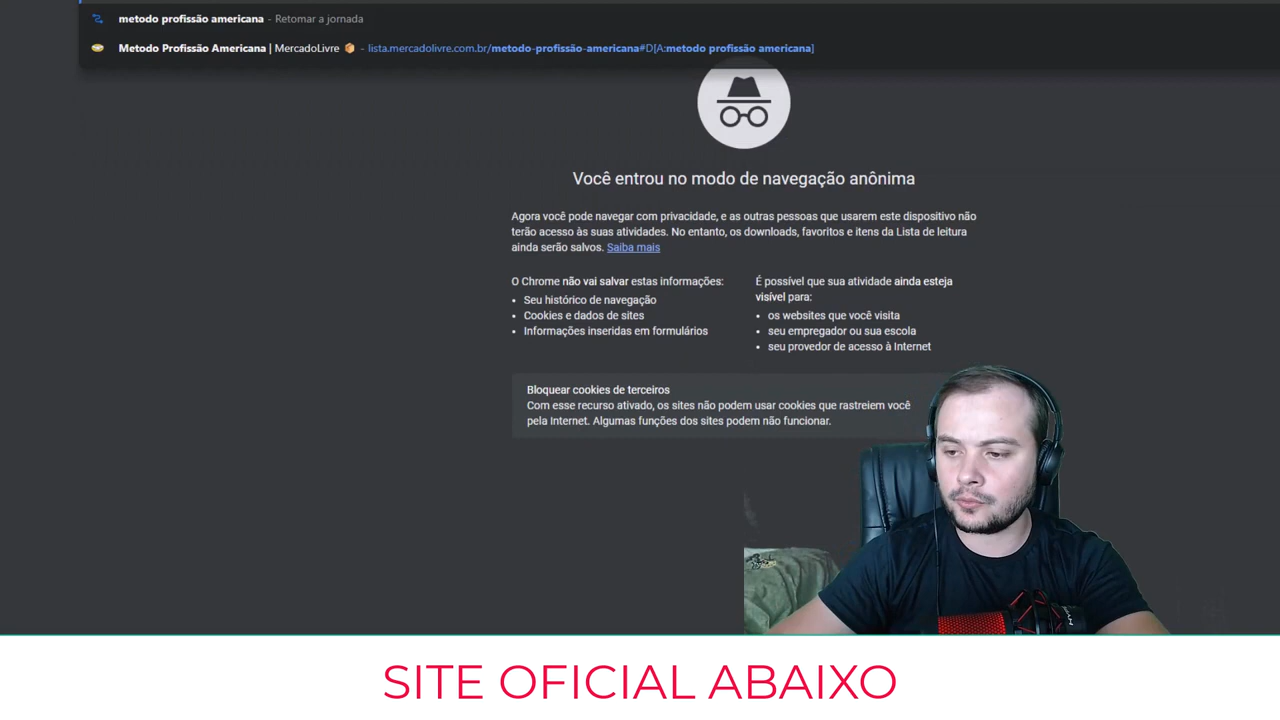 metodo profissão americana - Retomar a jornada
Metodo Profissão Americana | MercadoLivre 📦 - lista.mercadolivre.com.br/metodo-profissão-americana#D[A:metodo profissão americana]
Você entrou no modo de navegação anônima
Agora você pode navegar com privacidade, e as outras pessoas que usarem este dispositivo não
terão acesso às suas atividades. No entanto, os downloads, favoritos e itens da Lista de leitura
ainda serão salvos. Saiba mais
O Chrome não vai salvar estas informações:
• Seu histórico de navegação
• Cookies e dados de sites
• Informações inseridas em formulários
É possível que sua atividade ainda esteja
visível para:
• os websites que você visita
• seu empregador ou sua escola
• seu provedor de acesso à Internet
Bloquear cookies de terceiros
Com esse recurso ativado, os sites não podem usar cookies que rastreiem você
pela Internet. Algumas funções dos sites podem não funcionar.
SITE OFICIAL ABAIXO